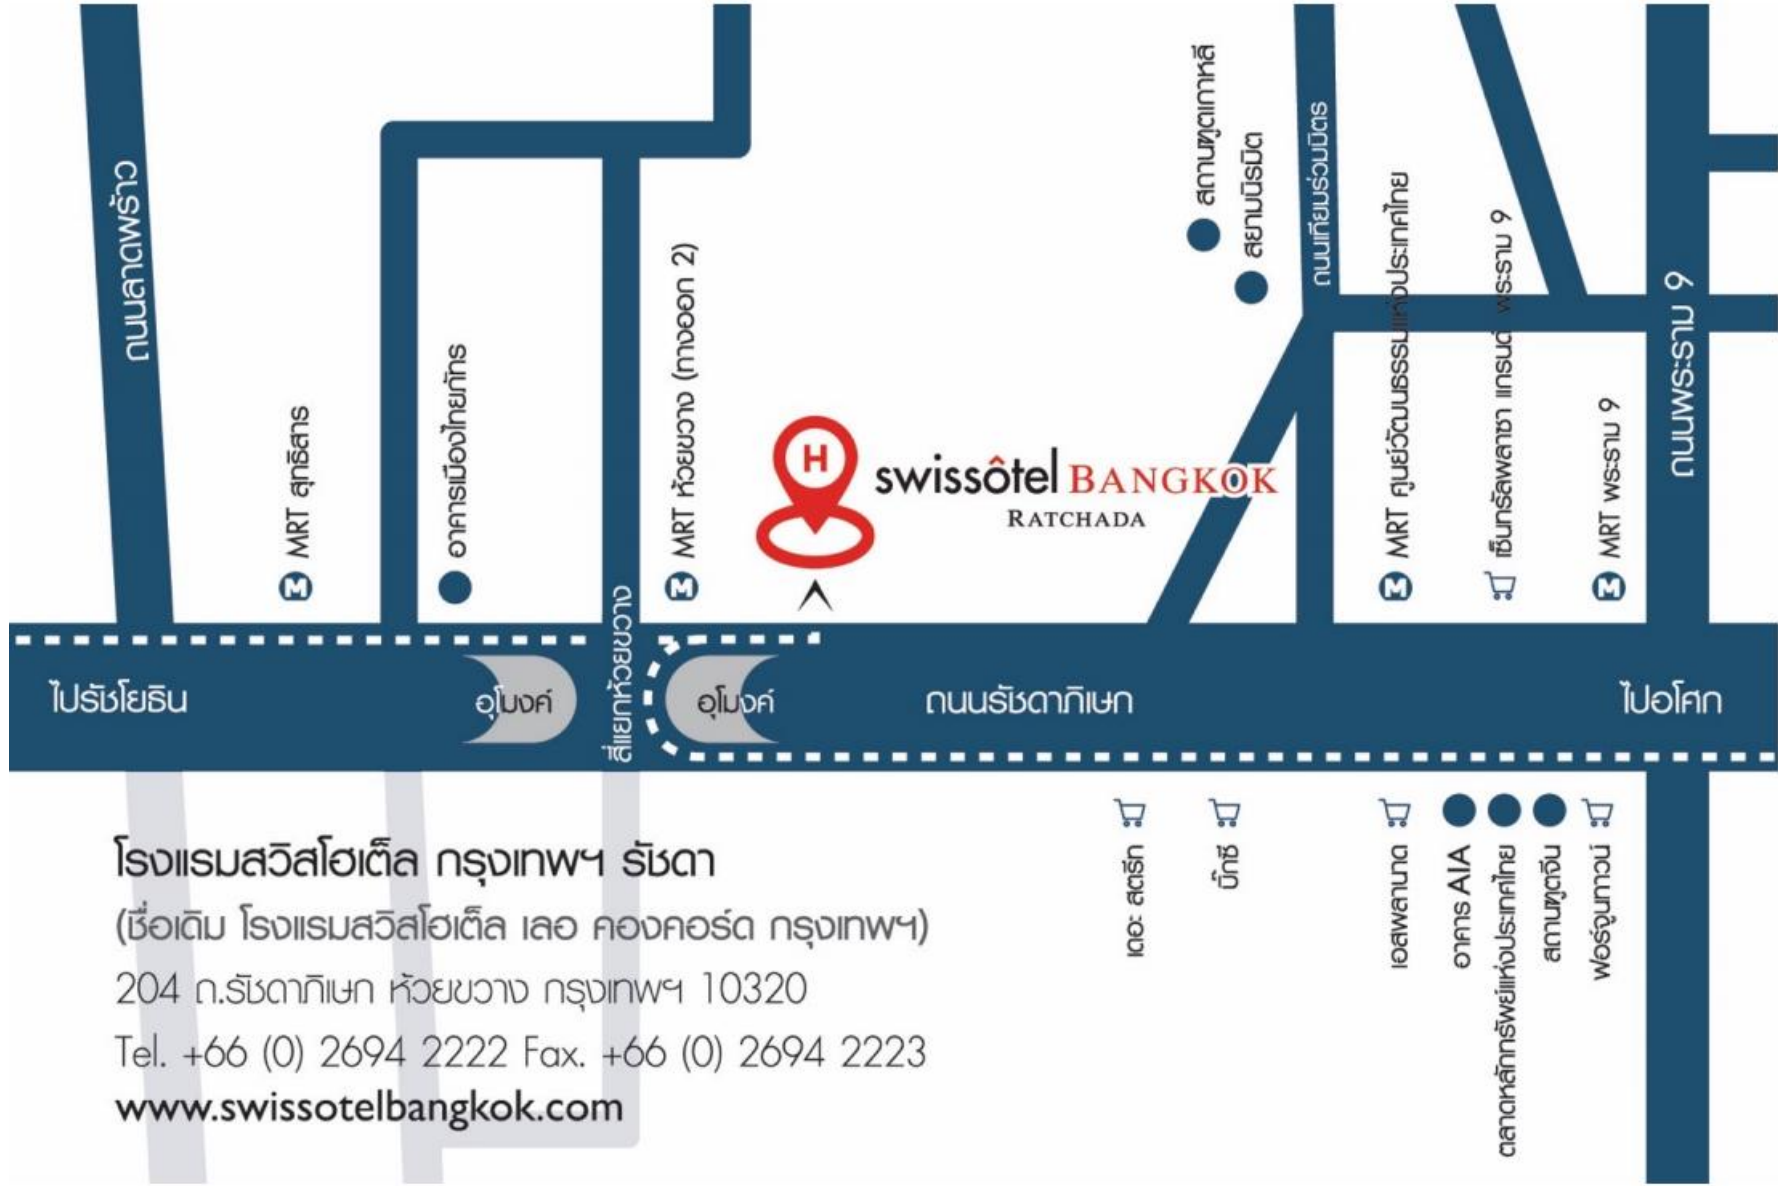 ถนนลาดพร้าว
MRT สุทธิสาร
อาคารเมืองไทยภัทร
MRT ห้วยขวาง (ทางออก 2)
H
swissôtel BANGKOK
RATCHADA
สถานฑูตเกาหลี
สยามนิรมิต
ถนนเทียมร่วมมิตร
MRT ศูนย์วัฒนธรรมแห่งประเทศไทย
เซ็นทรัลพลาซา แกรนด์ พระราม 9
MRT พระราม 9
ถนนพระราม 9
ไปรัชโยธิน
อุโมงค์
สี่แยกห้วยขวาง
อุโมงค์
ถนนรัชดาภิเษก
ไปอโศก
เดอะ สตรีท
บิ๊กซี
เอสพลานาด
อาคาร AIA
ตลาดหลักทรัพย์แห่งประเทศไทย
สถานฑูตจีน
ฟอร์จูนทาวน์
โรงแรมสวิสโฮเต็ล กรุงเทพฯ รัชดา
(ชื่อเดิม โรงแรมสวิสโฮเต็ล เลอ คองคอร์ด กรุงเทพฯ)
204 ถ.รัชดาภิเษก ห้วยขวาง กรุงเทพฯ 10320
Tel. +66 (0) 2694 2222 Fax. +66 (0) 2694 2223
www.swissotelbangkok.com